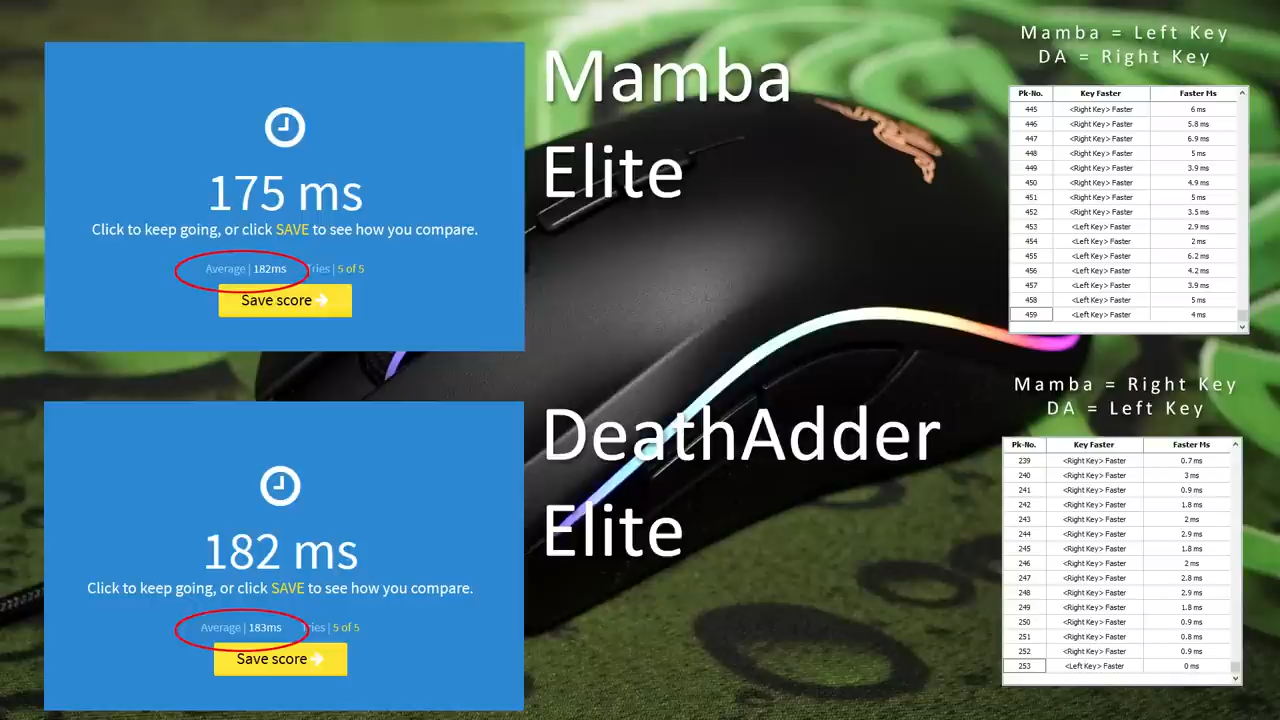 175 ms
Click to keep going, or click SAVE to see how you compare.
Average | 182ms Tries | 5 of 5
Save score
Mamba
Elite
Mamba = Left Key
DA = Right Key
Pk-No. Key Faster Faster Ms
445 <Right Key> Faster 6 ms
446 <Right Key> Faster 5.8 ms
447 <Right Key> Faster 6.9 ms
448 <Right Key> Faster 5 ms
449 <Right Key> Faster 3.9 ms
450 <Right Key> Faster 4.9 ms
451 <Right Key> Faster 5 ms
452 <Right Key> Faster 3.5 ms
453 <Left Key> Faster 2.9 ms
454 <Left Key> Faster 2 ms
455 <Left Key> Faster 6.2 ms
456 <Left Key> Faster 4.2 ms
457 <Left Key> Faster 3.9 ms
458 <Left Key> Faster 5 ms
459 <Left Key> Faster 4 ms
182 ms
Click to keep going, or click SAVE to see how you compare.
Average | 183ms Tries | 5 of 5
Save score
DeathAdder
Elite
Mamba = Right Key
DA = Left Key
Pk-No. Key Faster Faster Ms
239 <Right Key> Faster 0.7 ms
240 <Right Key> Faster 3 ms
241 <Right Key> Faster 0.9 ms
242 <Right Key> Faster 1.8 ms
243 <Right Key> Faster 2 ms
244 <Right Key> Faster 2.9 ms
245 <Right Key> Faster 1.8 ms
246 <Right Key> Faster 2 ms
247 <Right Key> Faster 2.8 ms
248 <Right Key> Faster 2.9 ms
249 <Right Key> Faster 1.8 ms
250 <Right Key> Faster 0.9 ms
251 <Right Key> Faster 0.8 ms
252 <Right Key> Faster 0.9 ms
253 <Left Key> Faster 0 ms